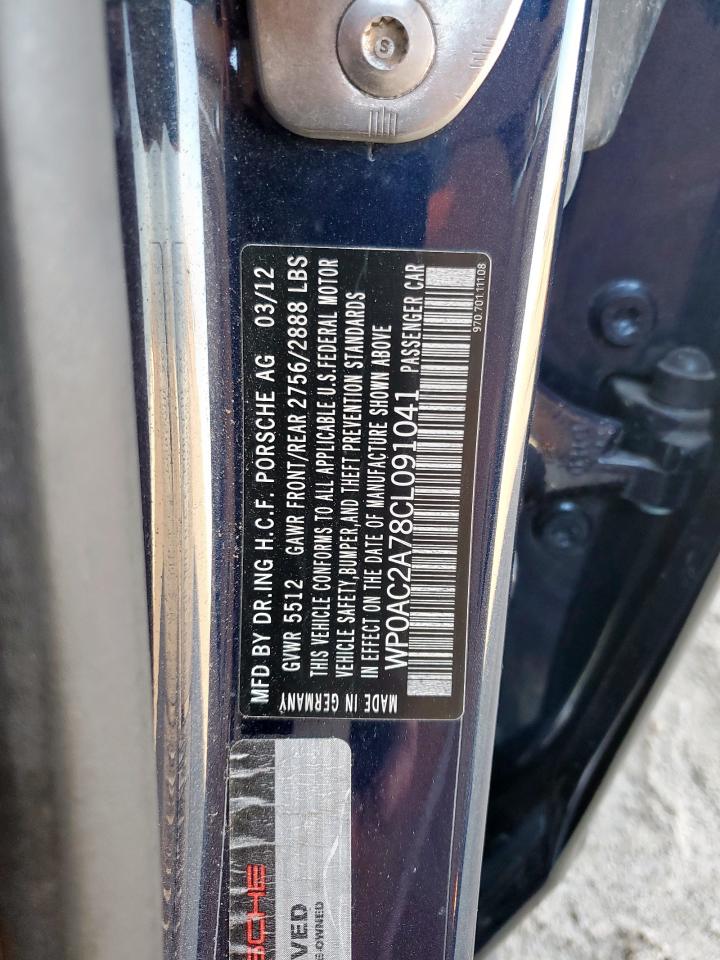 MFD BY DR.ING H.C.F. PORSCHE AG 03/12
GVWR 5512 GAWR FRONT/REAR 2756/2888 LBS
THIS VEHICLE CONFORMS TO ALL APPLICABLE U.S.FEDERAL MOTOR
VEHICLE SAFETY,BUMPER,AND THEFT PREVENTION STANDARDS
IN EFFECT ON THE DATE OF MANUFACTURE SHOWN ABOVE
WP0AC2A78CL091041 PASSENGER CAR
MADE IN GERMANY
970.701.111.08
SCHE
VED
E-OWNED
S